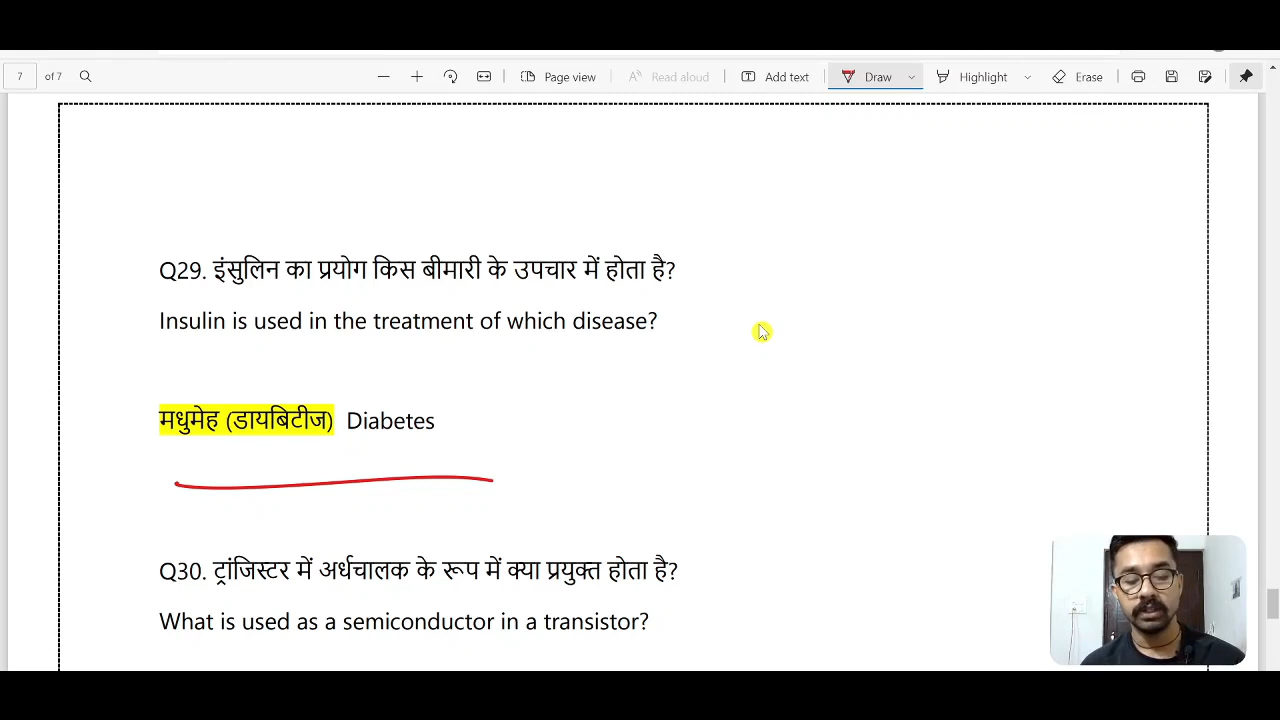 7 of 7 Page view Read aloud Add text Draw Highlight Erase
Q29. इंसुलिन का प्रयोग किस बीमारी के उपचार में होता है?
Insulin is used in the treatment of which disease?
मधुमेह (डायबिटीज) Diabetes
Q30. ट्रांजिस्टर में अर्धचालक के रूप में क्या प्रयुक्त होता है?
What is used as a semiconductor in a transistor?